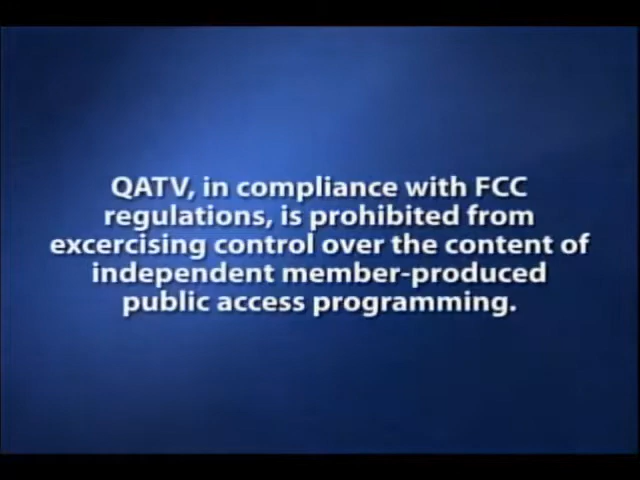 QATV, in compliance with FCC
regulations, is prohibited from
excercising control over the content of
independent member-produced
public access programming.